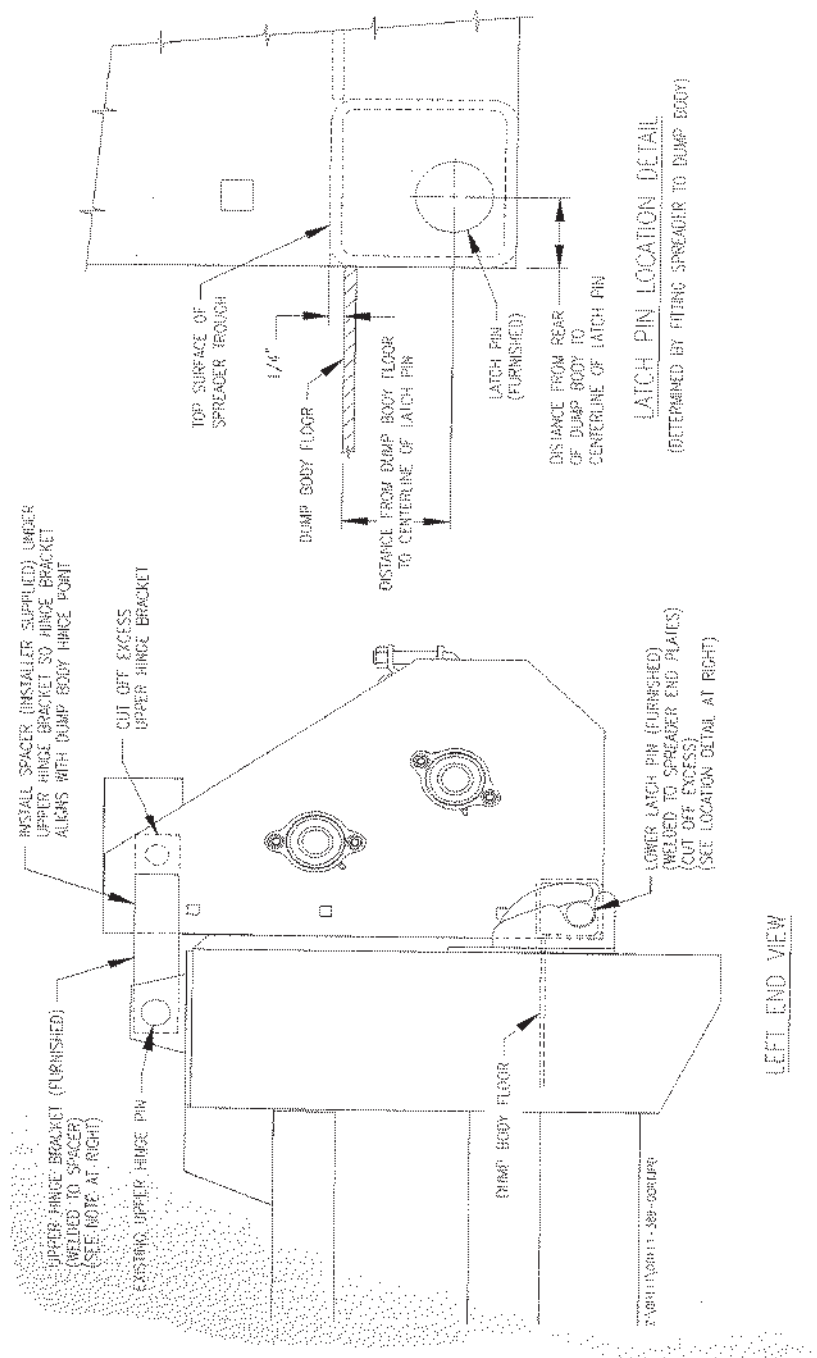 UPPER HINGE BRACKET (FURNISHED)
(WELDED TO SPACER)
(SEE NOTE AT RIGHT)
EXISTING UPPER HINGE PIN
INSTALL SPACER (INSTALLER SUPPLIED) UNDER
UPPER HINGE BRACKET SO HINGE BRACKET
ALIGNS WITH DUMP BODY HINGE POINT
CUT OFF EXCESS
UPPER HINGE BRACKET
DUMP BODY FLOOR
LOWER LATCH PIN (FURNISHED)
(WELDED TO SPREADER END PLATES)
(CUT OFF EXCESS)
(SEE LOCATION DETAIL AT RIGHT)
LEFT END VIEW
TOP SURFACE OF
SPREADER TROUGH
1/4"
DUMP BODY FLOOR
DISTANCE FROM DUMP BODY FLOOR
TO CENTERLINE OF LATCH PIN
LATCH PIN
(FURNISHED)
DISTANCE FROM REAR
OF DUMP BODY TO
CENTERLINE OF LATCH PIN
LATCH PIN LOCATION DETAIL
(DETERMINED BY FITTING SPREADER TO DUMP BODY)